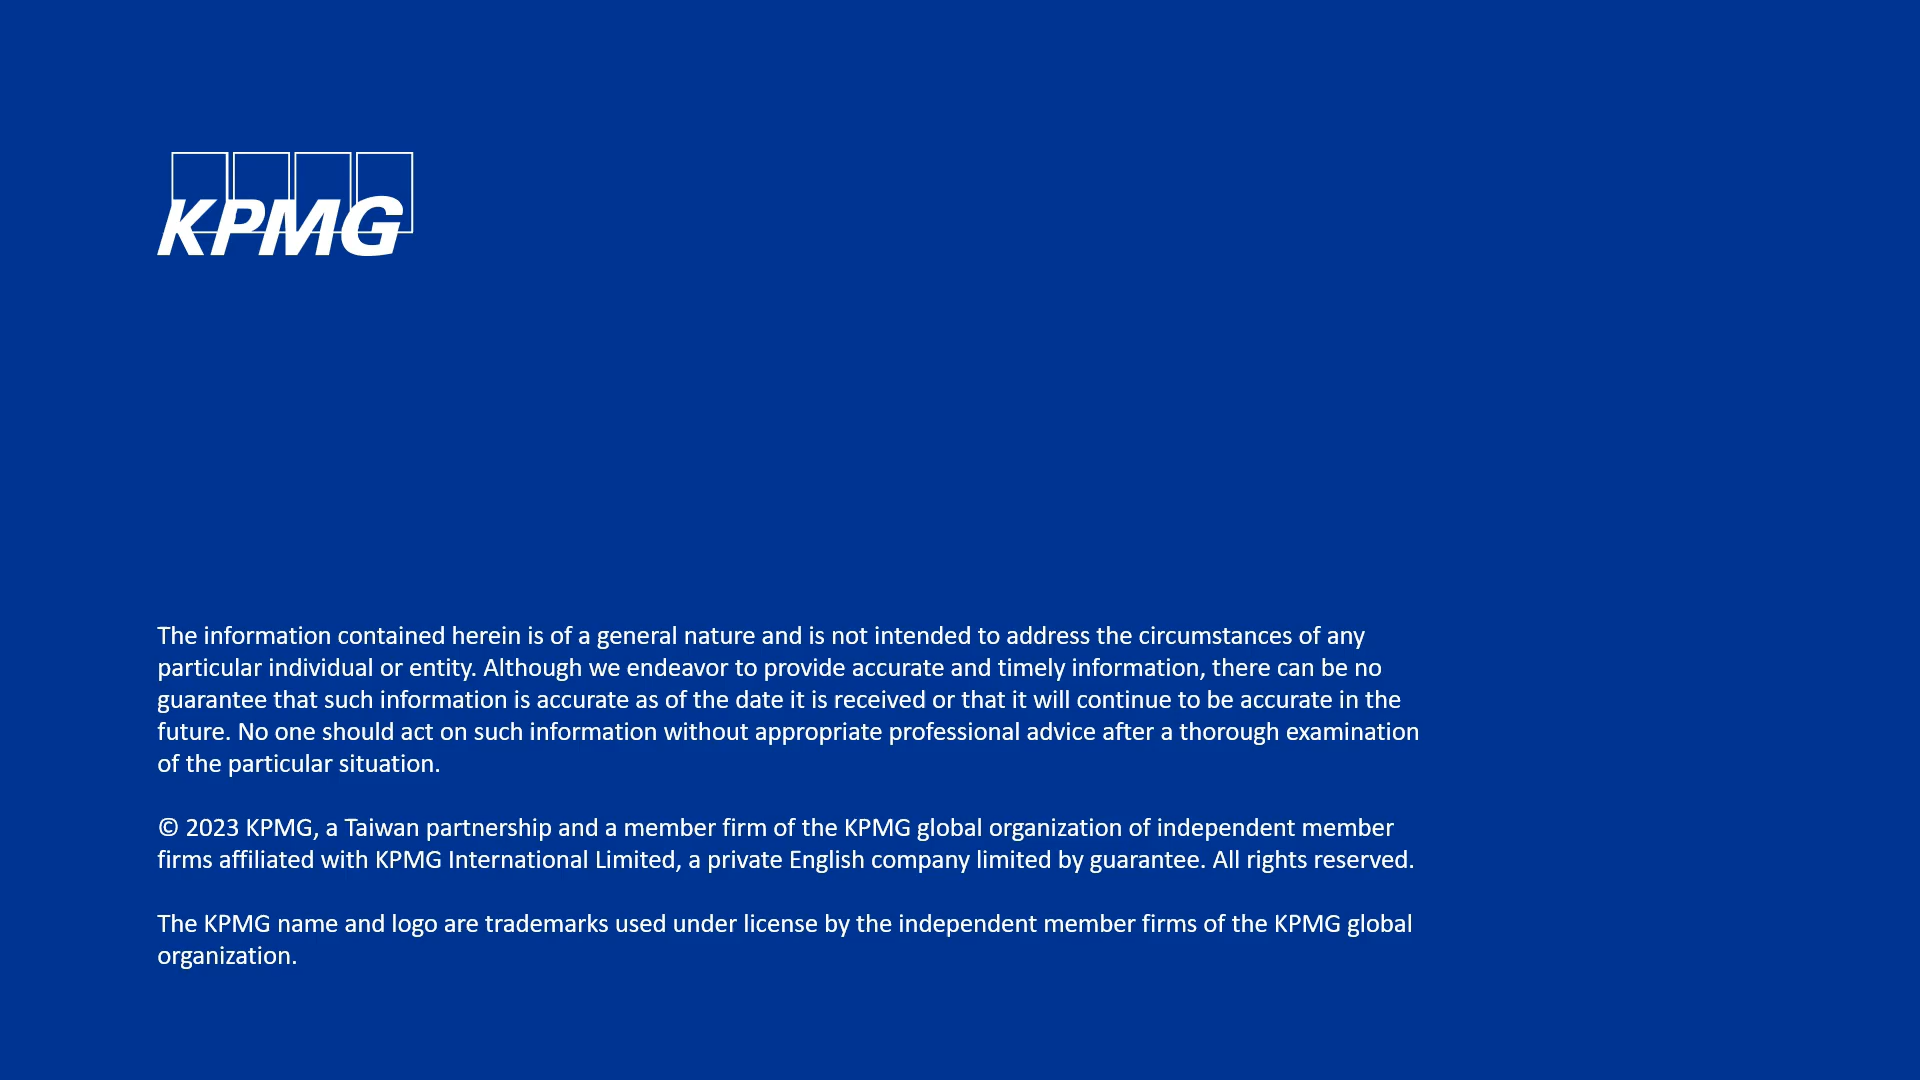 KPMG
The information contained herein is of a general nature and is not intended to address the circumstances of any
particular individual or entity. Although we endeavor to provide accurate and timely information, there can be no
guarantee that such information is accurate as of the date it is received or that it will continue to be accurate in the
future. No one should act on such information without appropriate professional advice after a thorough examination
of the particular situation.
© 2023 KPMG, a Taiwan partnership and a member firm of the KPMG global organization of independent member
firms affiliated with KPMG International Limited, a private English company limited by guarantee. All rights reserved.
The KPMG name and logo are trademarks used under license by the independent member firms of the KPMG global
organization.